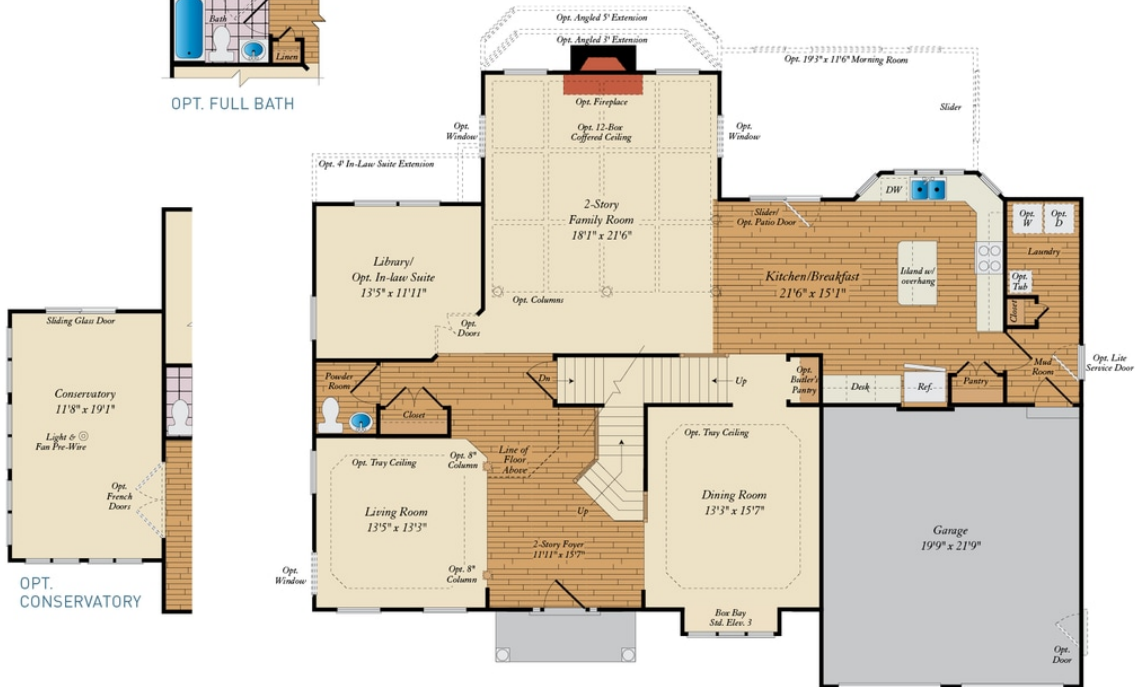 Bath
Linen
OPT. FULL BATH
Opt. Angled 5' Extension
Opt. Angled 3' Extension
Opt. 19'3" x 11'6" Morning Room
Slider
Opt. Fireplace
Opt. 12-Box
Coffered Ceiling
Opt.
Window
Opt.
Window
Opt. 4' In-Law Suite Extension
2-Story
Family Room
18'1" x 21'6"
Opt. Columns
Library/
Opt. In-law Suite
13'5" x 11'11"
Opt.
Doors
Slider/
Opt. Patio Door
DW
Kitchen/Breakfast
21'6" x 15'1"
Island w/
overhang
Opt.
W
Opt.
D
Laundry
Opt.
Tub
Closet
Mud
Room
Opt. Lite
Service Door
Sliding Glass Door
Conservatory
11'8" x 19'1"
Light &
Fan Pre-Wire
Opt.
French
Doors
OPT.
CONSERVATORY
Powder
Room
Closet
Dn
Up
Opt.
Butler's
Pantry
Desk
Ref.
Pantry
Opt. Tray Ceiling
Opt. 8"
Column
Line of
Floor
Above
Living Room
13'5" x 13'3"
Up
Opt. Tray Ceiling
Dining Room
13'3" x 15'7"
2-Story Foyer
11'11" x 15'7"
Opt. 8"
Column
Opt.
Window
Box Bay
Std. Elev. 3
Garage
19'9" x 21'9"
Opt.
Door